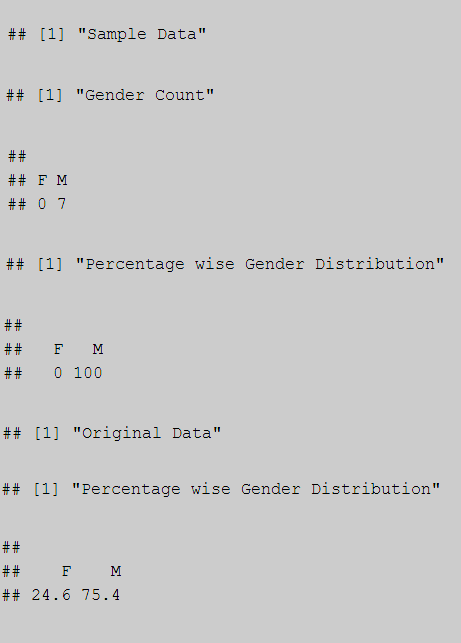 ## [1] "Sample Data"
## [1] "Gender Count"
##
## F M
## 0 7
## [1] "Percentage wise Gender Distribution"
##
##   F   M
##   0 100
## [1] "Original Data"
## [1] "Percentage wise Gender Distribution"
##
##    F    M
## 24.6 75.4